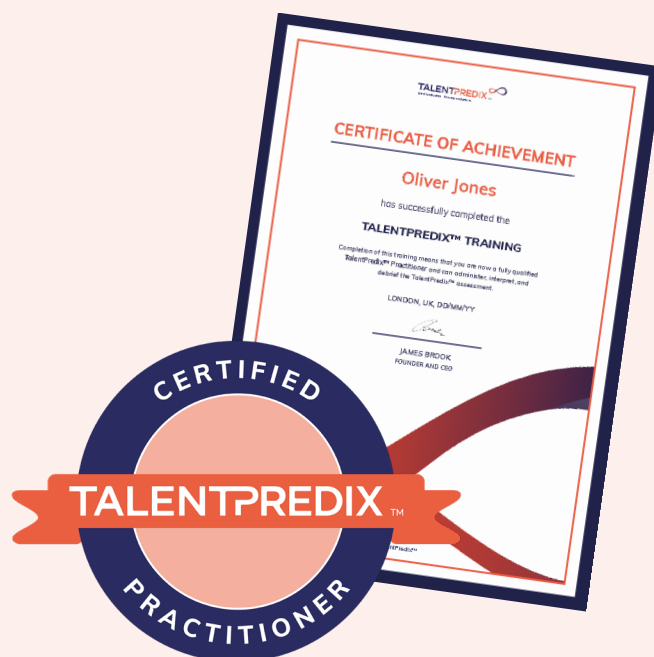 TALENTPREDIX™
CERTIFICATE OF ACHIEVEMENT
Oliver Jones
has successfully completed the
TALENTPREDIX™ TRAINING
Completion of this training means that you are now a fully qualified
TalentPredix™ Practitioner and can administer, interpret, and
debrief the TalentPredix™ assessment.
LONDON, UK, DD/MM/YY
JAMES BROOK
FOUNDER AND CEO
CERTIFIED
TALENTPREDIX™
PRACTITIONER